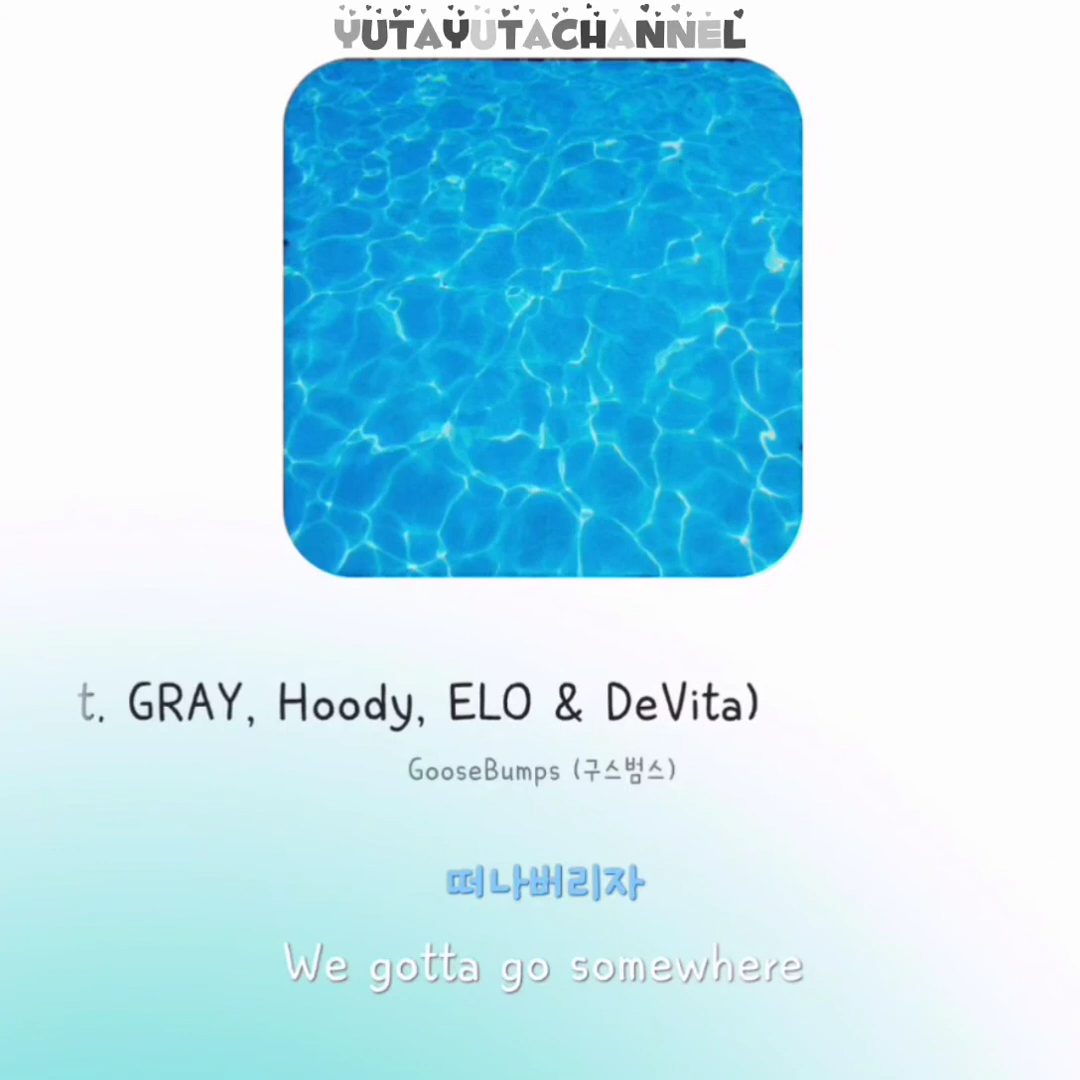 YUTAYUTACHANNEL
t. GRAY, Hoody, ELO & DeVita)
GooseBumps (구스범스)
떠나버리자
We gotta go somewhere